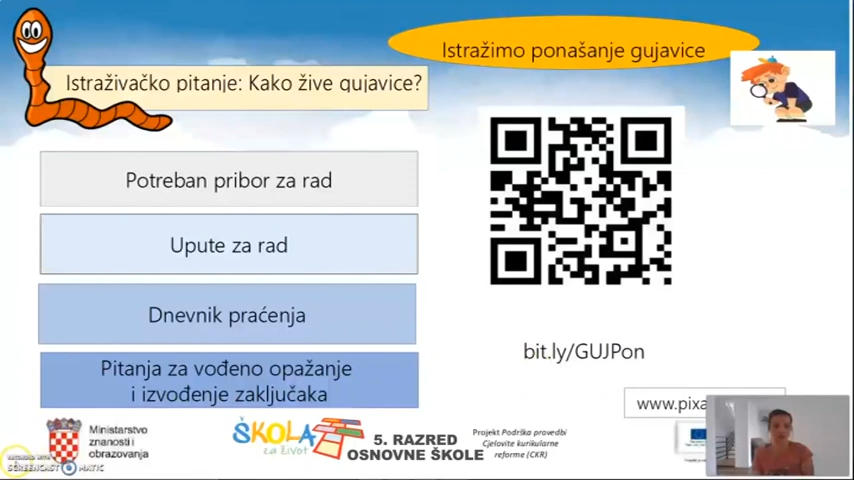 Istražimo ponašanje gujavice
Istraživačko pitanje: Kako žive gujavice?
Potreban pribor za rad
Upute za rad
Dnevnik praćenja
Pitanja za vođeno opažanje
i izvođenje zaključaka
bit.ly/GUJPon
www.pixa
Ministarstvo
znanosti i
obrazovanja
ŠKOLA
za život
5. RAZRED
OSNOVNE ŠKOLE
Projekt Podrška provedbi
Cjelovite kurikularne
reforme (CKR)
RECORDED WITH
SCREENCAST MATIC